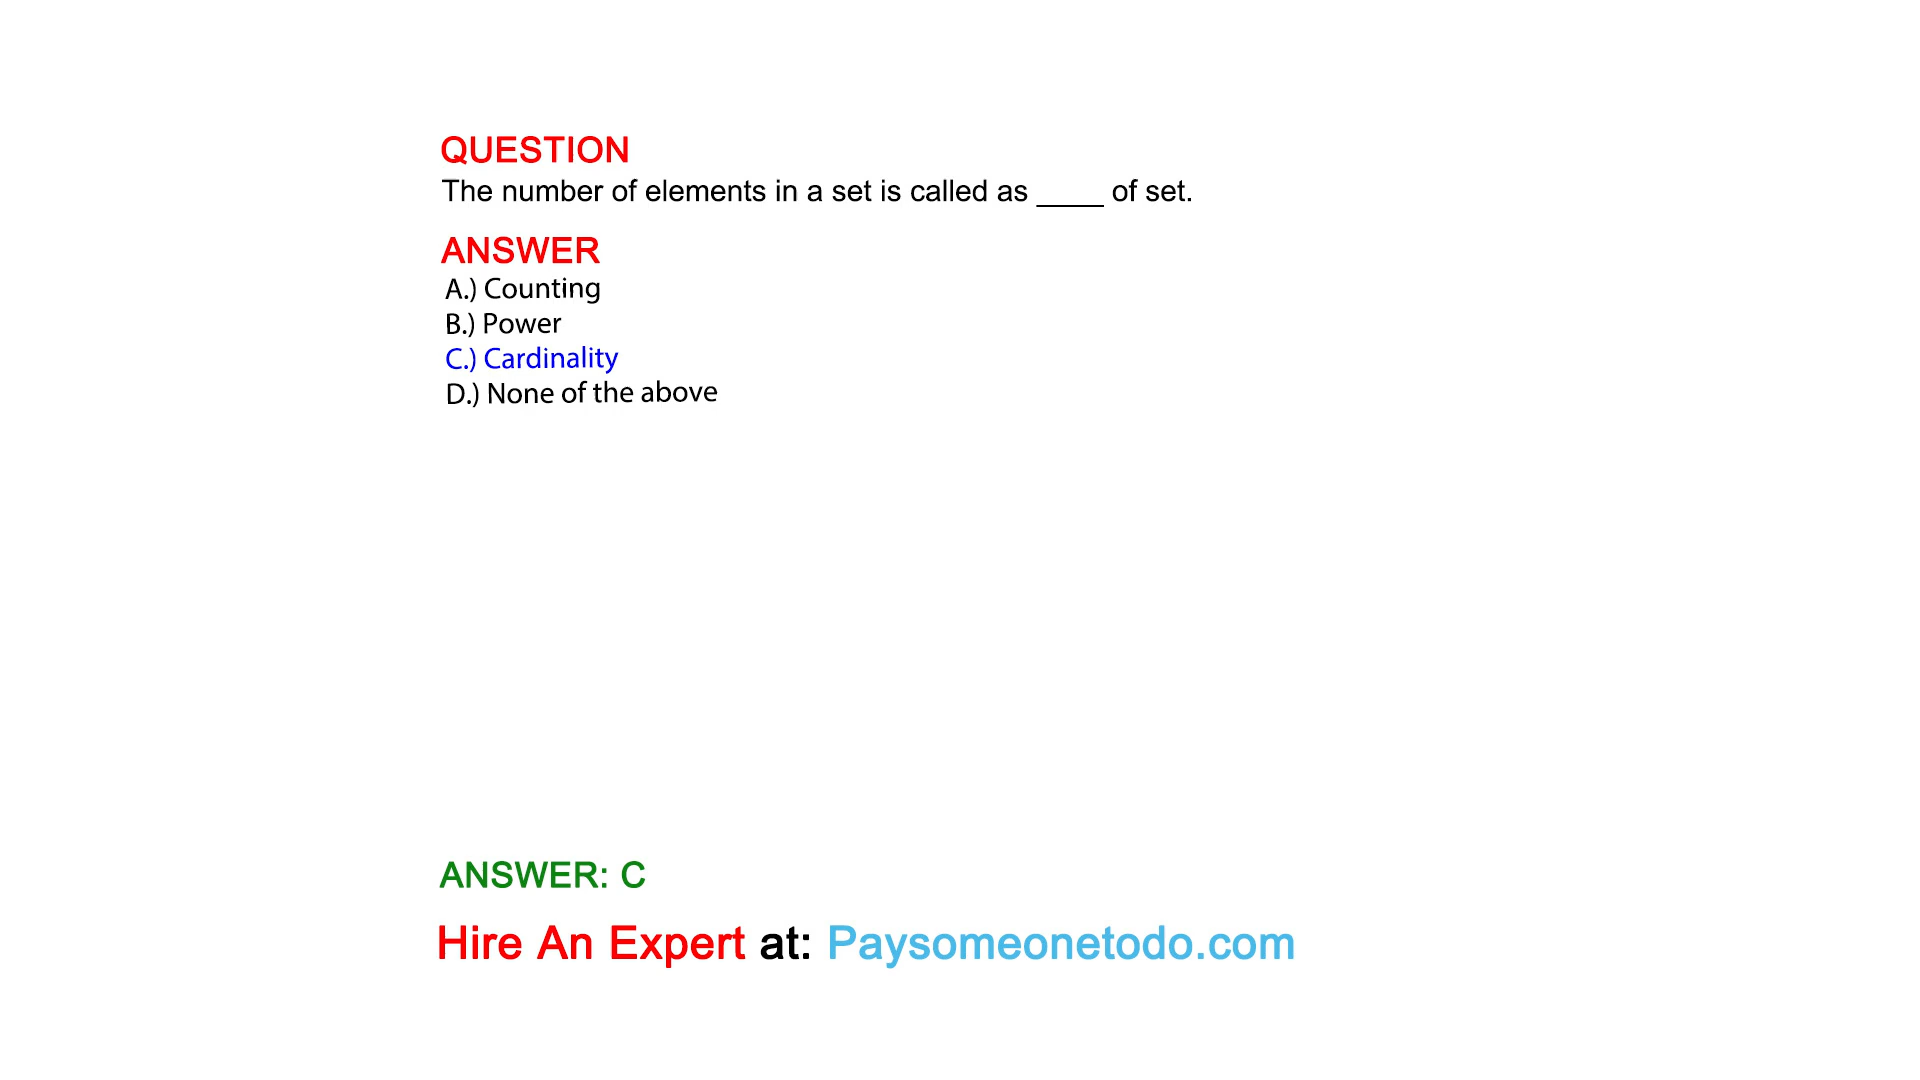 QUESTION
The number of elements in a set is called as ____ of set.
ANSWER
A.) Counting
B.) Power
C.) Cardinality
D.) None of the above
ANSWER: C
Hire An Expert at: Paysomeonetodo.com